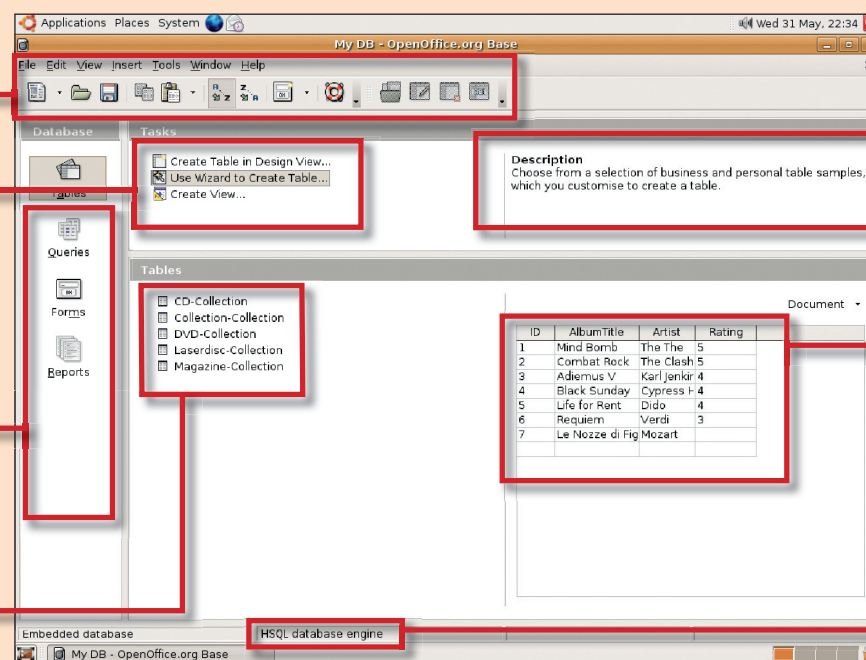 Applications Places System Wed 31 May, 22:34
My DB - OpenOffice.org Base
File Edit View Insert Tools Window Help
Database
Tables
Queries
Forms
Reports
Tasks
Create Table in Design View...
Use Wizard to Create Table...
Create View...
Description
Choose from a selection of business and personal table samples,
which you customise to create a table.
Tables
CD-Collection
Collection-Collection
DVD-Collection
Laserdisc-Collection
Magazine-Collection
Document
ID AlbumTitle Artist Rating
1 Mind Bomb The The 5
2 Combat Rock The Clash 5
3 Adiemus V Karl Jenkin 4
4 Black Sunday Cypress H 4
5 Life for Rent Dido 4
6 Requiem Verdi 3
7 Le Nozze di Fig Mozart
Embedded database HSQL database engine
My DB - OpenOffice.org Base